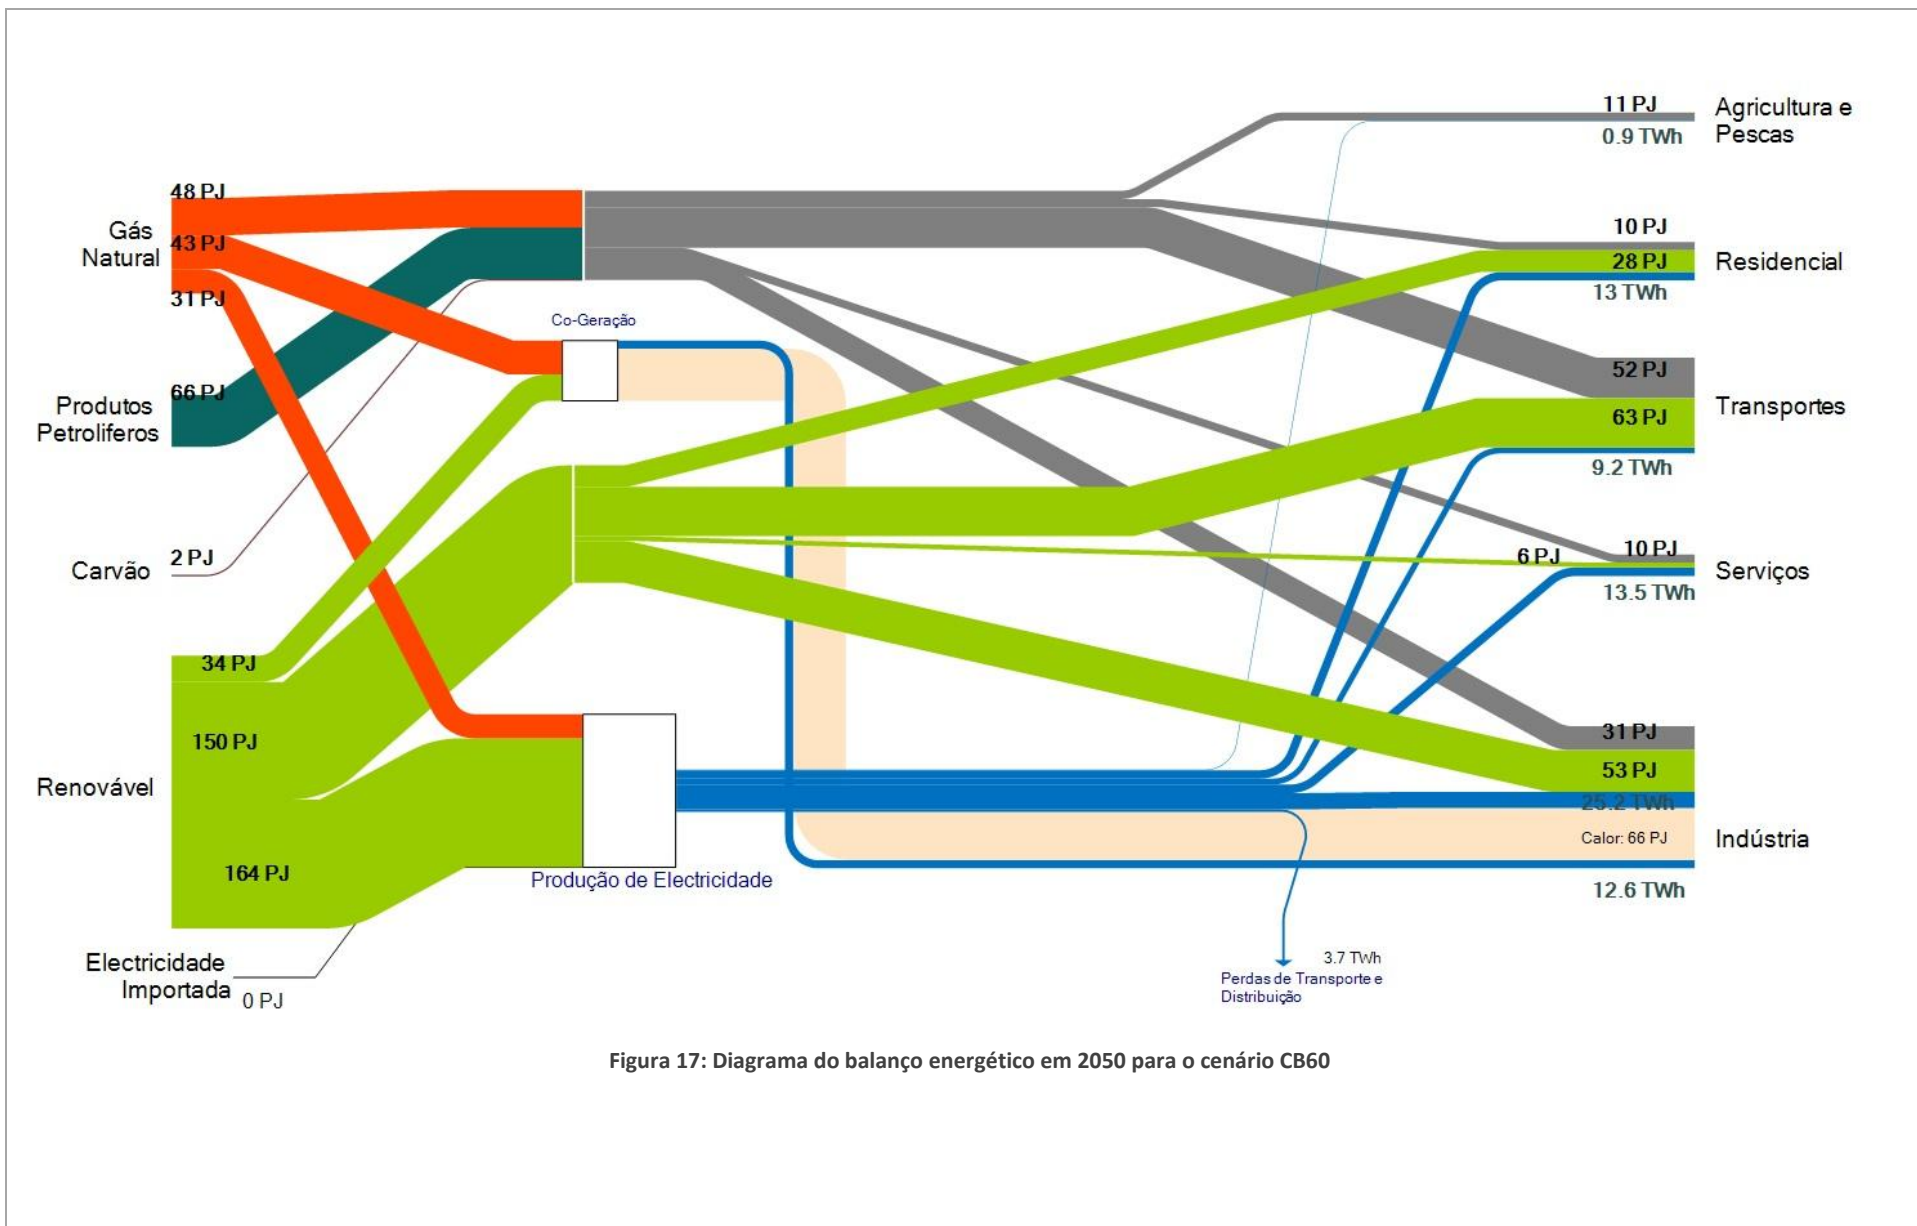 48 PJ
Gás
Natural
43 PJ
31 PJ
66 PJ
Produtos
Petroliferos
Carvão
2 PJ
34 PJ
150 PJ
Renovável
164 PJ
Electricidade
Importada
0 PJ
Co-Geração
Produção de Electricidade
11 PJ
0.9 TWh
Agricultura e
Pescas
10 PJ
28 PJ
13 TWh
Residencial
52 PJ
63 PJ
9.2 TWh
Transportes
6 PJ
10 PJ
13.5 TWh
Serviços
31 PJ
53 PJ
25.2 TWh
Calor: 66 PJ
12.6 TWh
Indústria
3.7 TWh
Perdas de Transporte e
Distribuição
Figura 17: Diagrama do balanço energético em 2050 para o cenário CB60